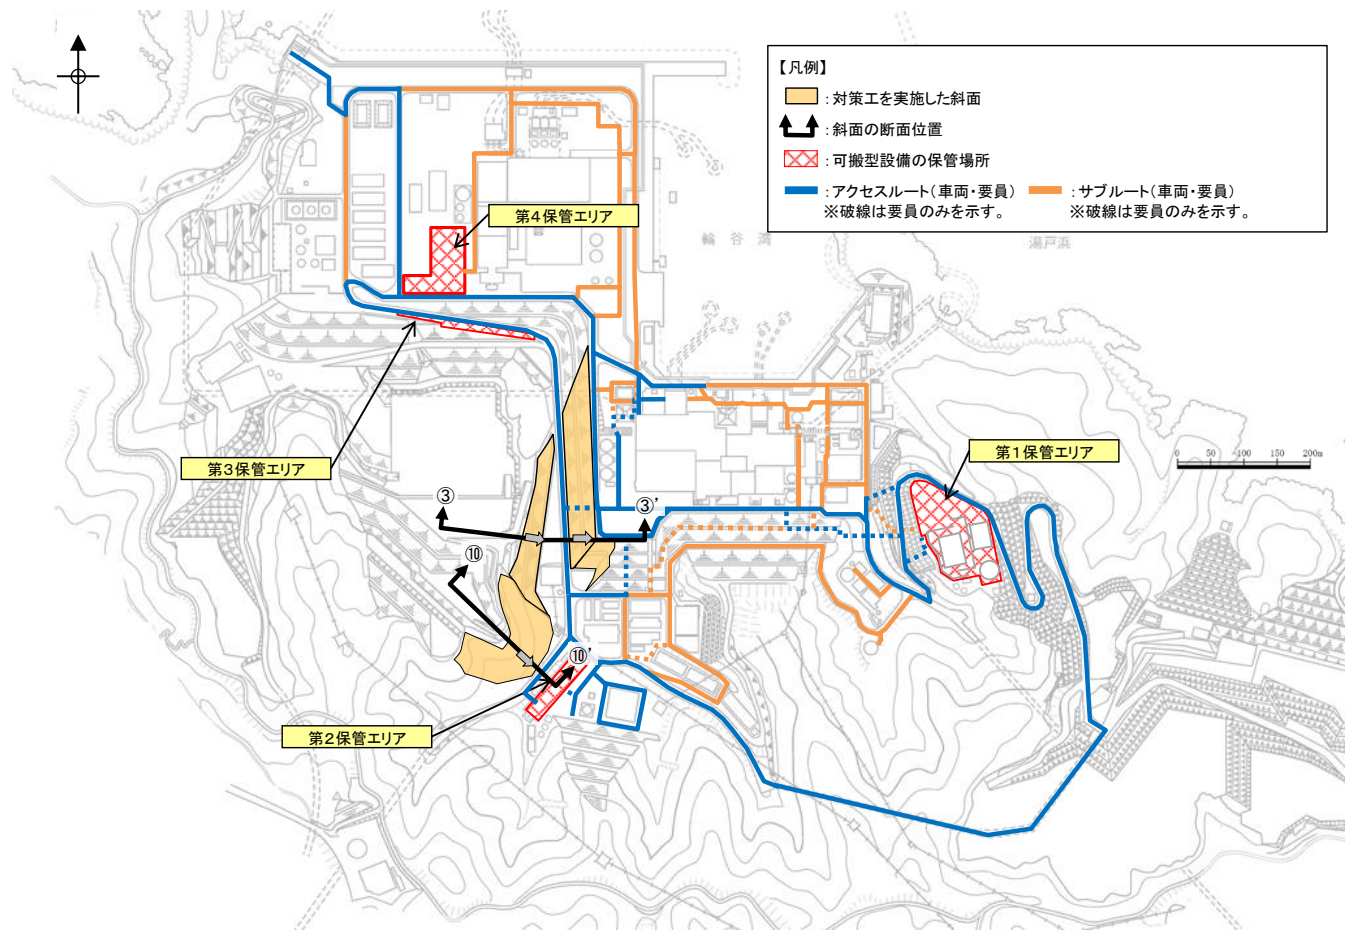 【凡例】
：対策工を実施した斜面
：斜面の断面位置
：可搬型設備の保管場所
：アクセスルート（車両・要員）
※破線は要員のみを示す。
：サブルート（車両・要員）
※破線は要員のみを示す。
第４保管エリア
輪谷湾
湯戸浜
第３保管エリア
第１保管エリア
0 50 100 150 200m
③
③'
⑩
⑩'
第２保管エリア